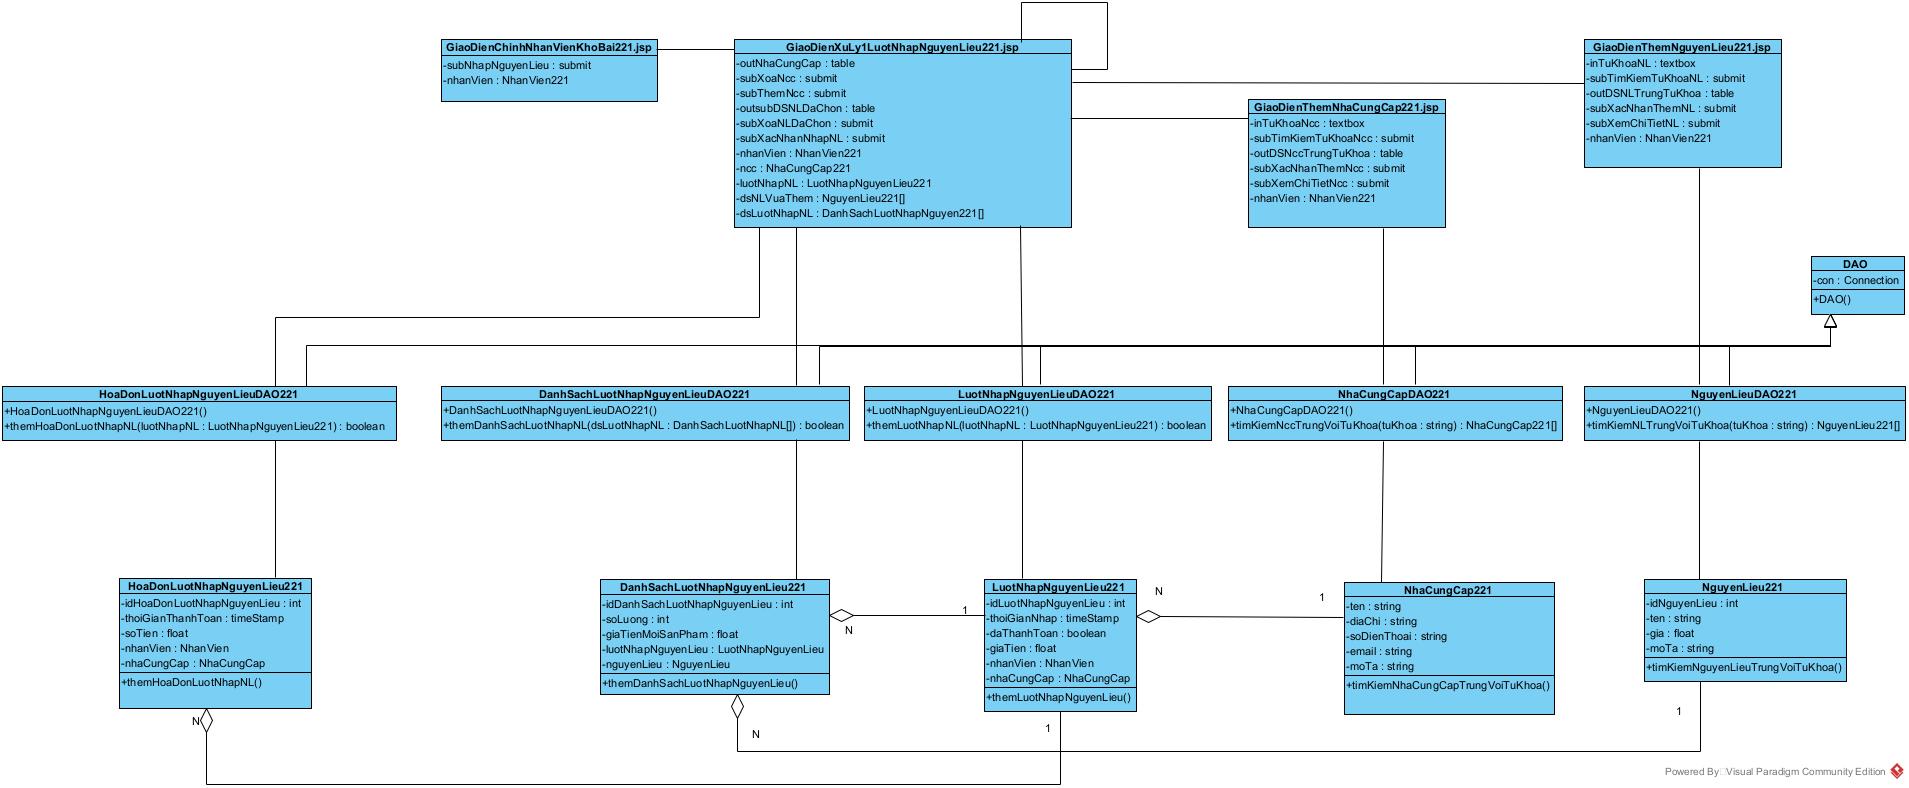 GiaoDienChinhNhanVienKhoBai221.jsp
-subNhapNguyenLieu : submit
-nhanVien : NhanVien221
GiaoDienXuLy1LuotNhapNguyenLieu221.jsp
-outNhaCungCap : table
-subXoaNcc : submit
-subThemNcc : submit
-outsubDSNLDaChon : table
-subXoaNLDaChon : submit
-subXacNhanNhapNL : submit
-nhanVien : NhanVien221
-ncc : NhaCungCap221
-luotNhapNL : LuotNhapNguyenLieu221
-dsNLVuaThem : NguyenLieu221[]
-dsLuotNhapNL : DanhSachLuotNhapNguyen221[]
GiaoDienThemNhaCungCap221.jsp
-inTuKhoaNcc : textbox
-subTimKiemTuKhoaNcc : submit
-outDSNccTrungTuKhoa : table
-subXacNhanThemNcc : submit
-subXemChiTietNcc : submit
-nhanVien : NhanVien221
GiaoDienThemNguyenLieu221.jsp
-inTuKhoaNL : textbox
-subTimKiemTuKhoaNL : submit
-outDSNLTrungTuKhoa : table
-subXacNhanThemNL : submit
-subXemChiTietNL : submit
-nhanVien : NhanVien221
DAO
-con : Connection
+DAO()
HoaDonLuotNhapNguyenLieuDAO221
+HoaDonLuotNhapNguyenLieuDAO221()
+themHoaDonLuotNhapNL(luotNhapNL : LuotNhapNguyenLieu221) : boolean
DanhSachLuotNhapNguyenLieuDAO221
+DanhSachLuotNhapNguyenLieuDAO221()
+themDanhSachLuotNhapNL(dsLuotNhapNL : DanhSachLuotNhapNL[]) : boolean
LuotNhapNguyenLieuDAO221
+LuotNhapNguyenLieuDAO221()
+themLuotNhapNL(luotNhapNL : LuotNhapNguyenLieu221) : boolean
NhaCungCapDAO221
+NhaCungCapDAO221()
+timKiemNccTrungVoiTuKhoa(tuKhoa : string) : NhaCungCap221[]
NguyenLieuDAO221
+NguyenLieuDAO221()
+timKiemNLTrungVoiTuKhoa(tuKhoa : string) : NguyenLieu221[]
HoaDonLuotNhapNguyenLieu221
-idHoaDonLuotNhapNguyenLieu : int
-thoiGianThanhToan : timeStamp
-soTien : float
-nhanVien : NhanVien
-nhaCungCap : NhaCungCap
+themHoaDonLuotNhapNL()
N
DanhSachLuotNhapNguyenLieu221
-idDanhSachLuotNhapNguyenLieu : int
-soLuong : int
-giaTienMoiSanPham : float
-luotNhapNguyenLieu : LuotNhapNguyenLieu
-nguyenLieu : NguyenLieu
+themDanhSachLuotNhapNguyenLieu()
N
1
N
LuotNhapNguyenLieu221
-idLuotNhapNguyenLieu : int
-thoiGianNhap : timeStamp
-daThanhToan : boolean
-giaTien : float
-nhanVien : NhanVien
-nhaCungCap : NhaCungCap
+themLuotNhapNguyenLieu()
1
N
1
NhaCungCap221
-ten : string
-diaChi : string
-soDienThoai : string
-email : string
-moTa : string
+timKiemNhaCungCapTrungVoiTuKhoa()
NguyenLieu221
-idNguyenLieu : int
-ten : string
-gia : float
-moTa : string
+timKiemNguyenLieuTrungVoiTuKhoa()
1
Powered By Visual Paradigm Community Edition